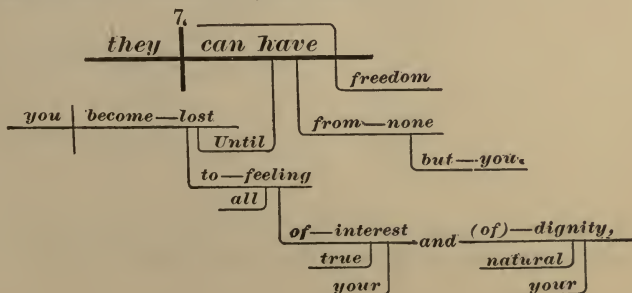 7.
they can have
freedom
you become—lost
from—none
Until
but—you.
to—feeling
all
of—interest and (of)—dignity,
true natural
your your